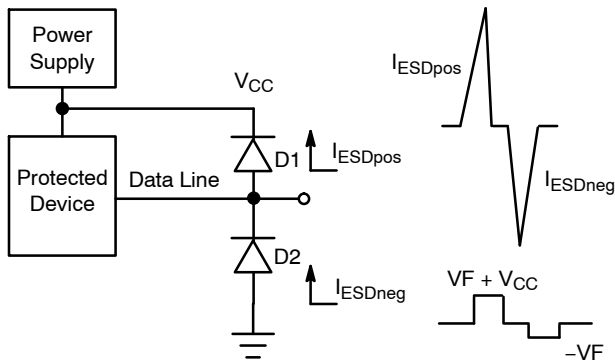 Power
Supply
V_CC
I_ESDpos
D1
I_ESDpos
Protected
Device
Data Line
I_ESDneg
D2
I_ESDneg
VF + V_CC
−VF